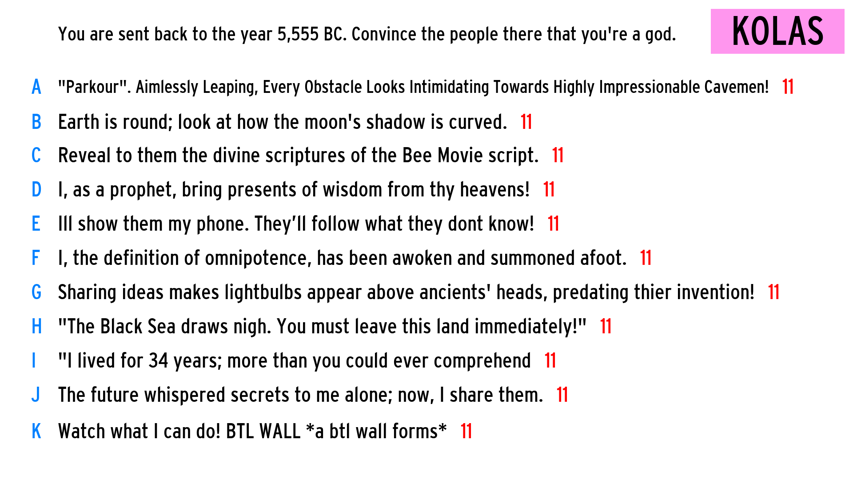 You are sent back to the year 5,555 BC. Convince the people there that you're a god.
KOLAS
A "Parkour". Aimlessly Leaping, Every Obstacle Looks Intimidating Towards Highly Impressionable Cavemen! 11
B Earth is round; look at how the moon's shadow is curved. 11
C Reveal to them the divine scriptures of the Bee Movie script. 11
D I, as a prophet, bring presents of wisdom from thy heavens! 11
E Ill show them my phone. They’ll follow what they dont know! 11
F I, the definition of omnipotence, has been awoken and summoned afoot. 11
G Sharing ideas makes lightbulbs appear above ancients' heads, predating thier invention! 11
H "The Black Sea draws nigh. You must leave this land immediately!" 11
I "I lived for 34 years; more than you could ever comprehend 11
J The future whispered secrets to me alone; now, I share them. 11
K Watch what I can do! BTL WALL *a btl wall forms* 11